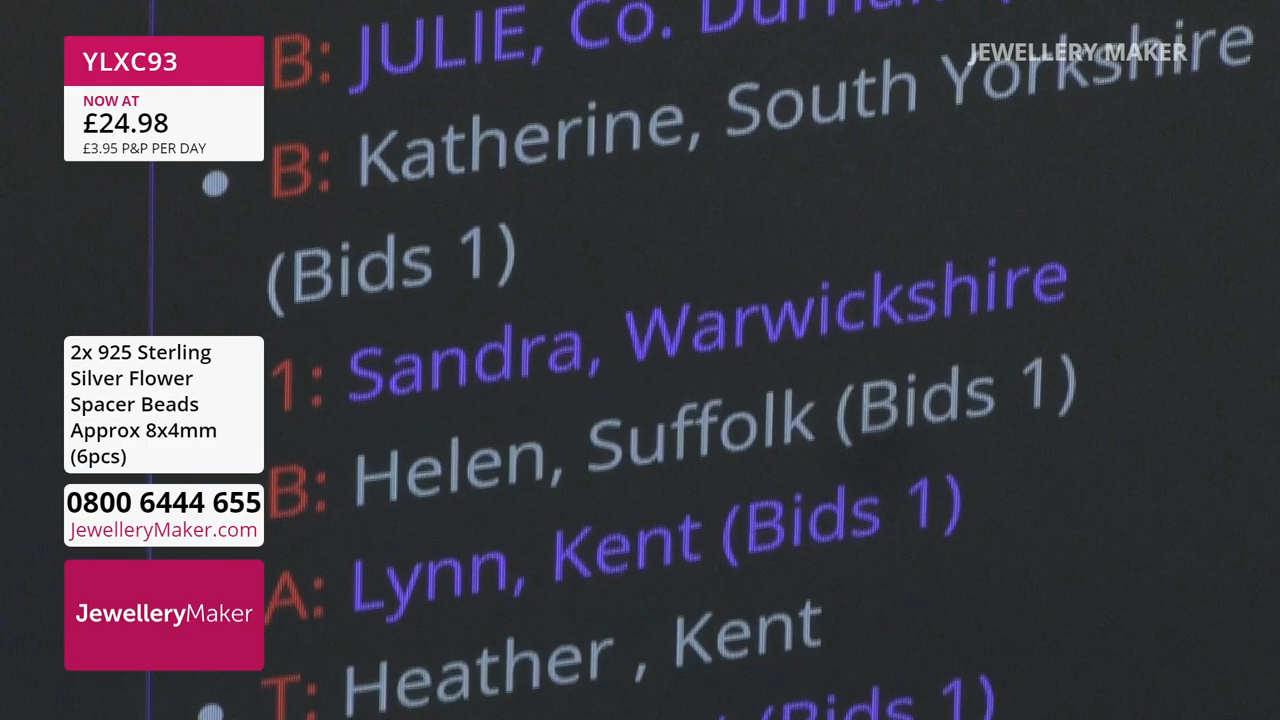 YLXC93
NOW AT
£24.98
£3.95 P&P PER DAY
2x 925 Sterling
Silver Flower
Spacer Beads
Approx 8x4mm
(6pcs)
0800 6444 655
JewelleryMaker.com
JewelleryMaker
JEWELLERY MAKER
B: JULIE, Co.
B: Katherine, South Yorkshire
(Bids 1)
1: Sandra, Warwickshire
B: Helen, Suffolk (Bids 1)
A: Lynn, Kent (Bids 1)
T: Heather , Kent
(Bids 1)